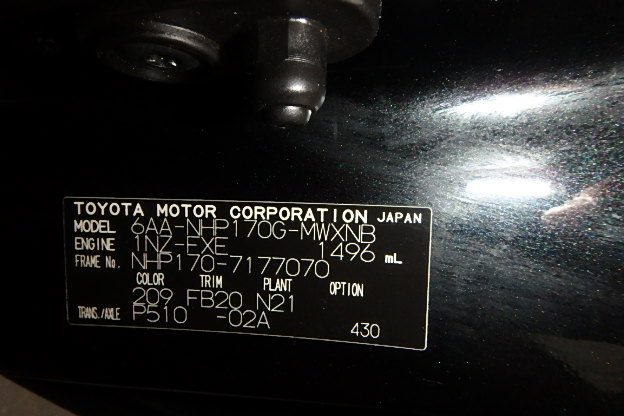 TOYOTA MOTOR CORPORATION JAPAN
MODEL 6AA-NHP170G-MWXNB
ENGINE 1NZ-FXE 1496 mL
FRAME No. NHP170-7177070
COLOR TRIM PLANT OPTION
209 FB20 N21
TRANS./AXLE P510 -02A
430